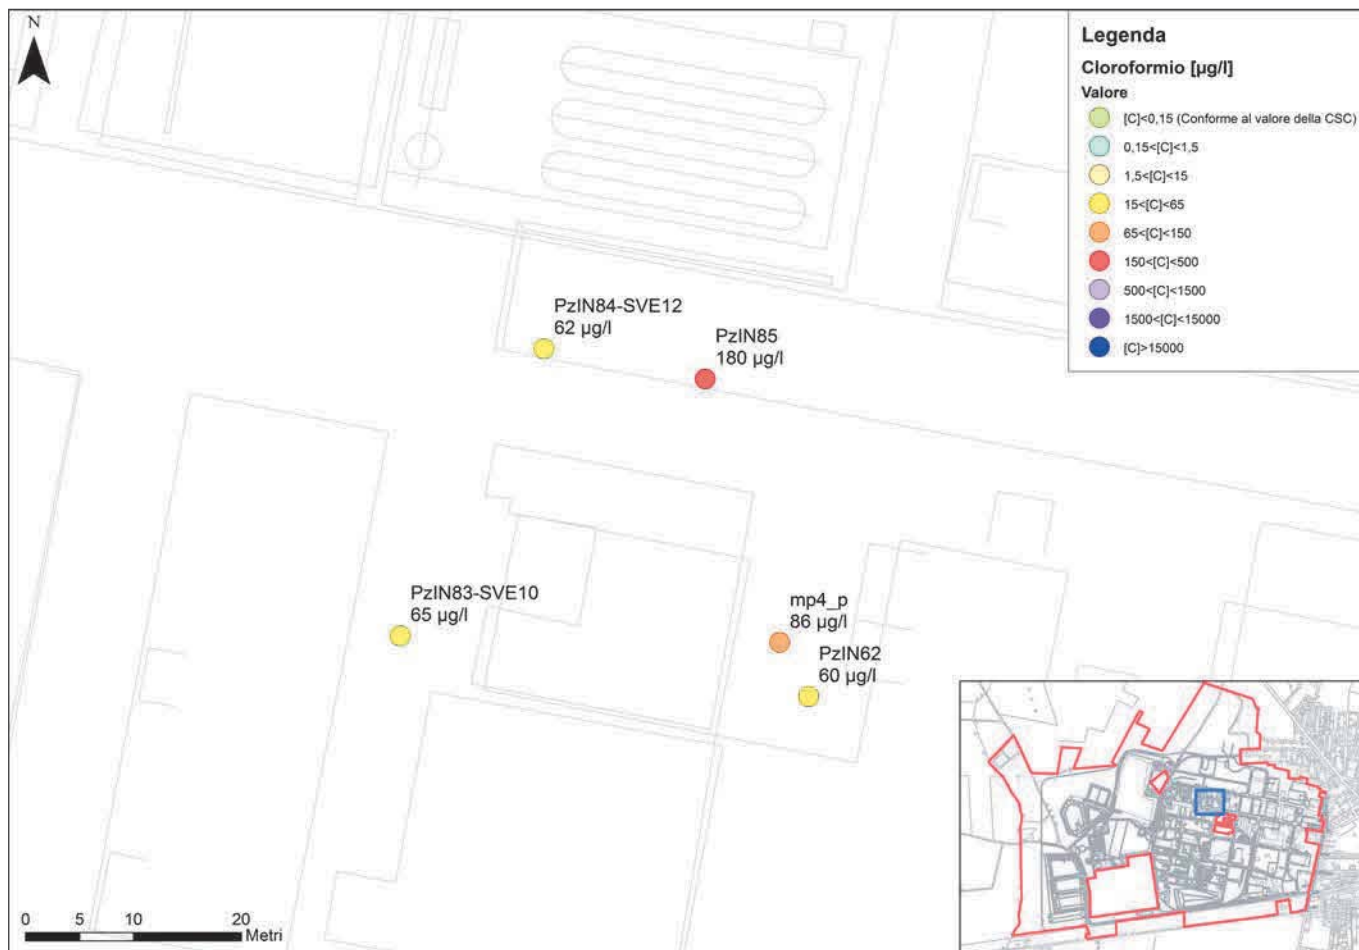 N
Legenda
Cloroformio [µg/l]
Valore
[C]<0,15 (Conforme al valore della CSC)
0,15<[C]<1,5
1,5<[C]<15
15<[C]<65
65<[C]<150
150<[C]<500
500<[C]<1500
1500<[C]<15000
[C]>15000
PzIN84-SVE12
62 µg/l
PzIN85
180 µg/l
PzIN83-SVE10
65 µg/l
mp4_p
86 µg/l
PzIN62
60 µg/l
0 5 10 20
Metri